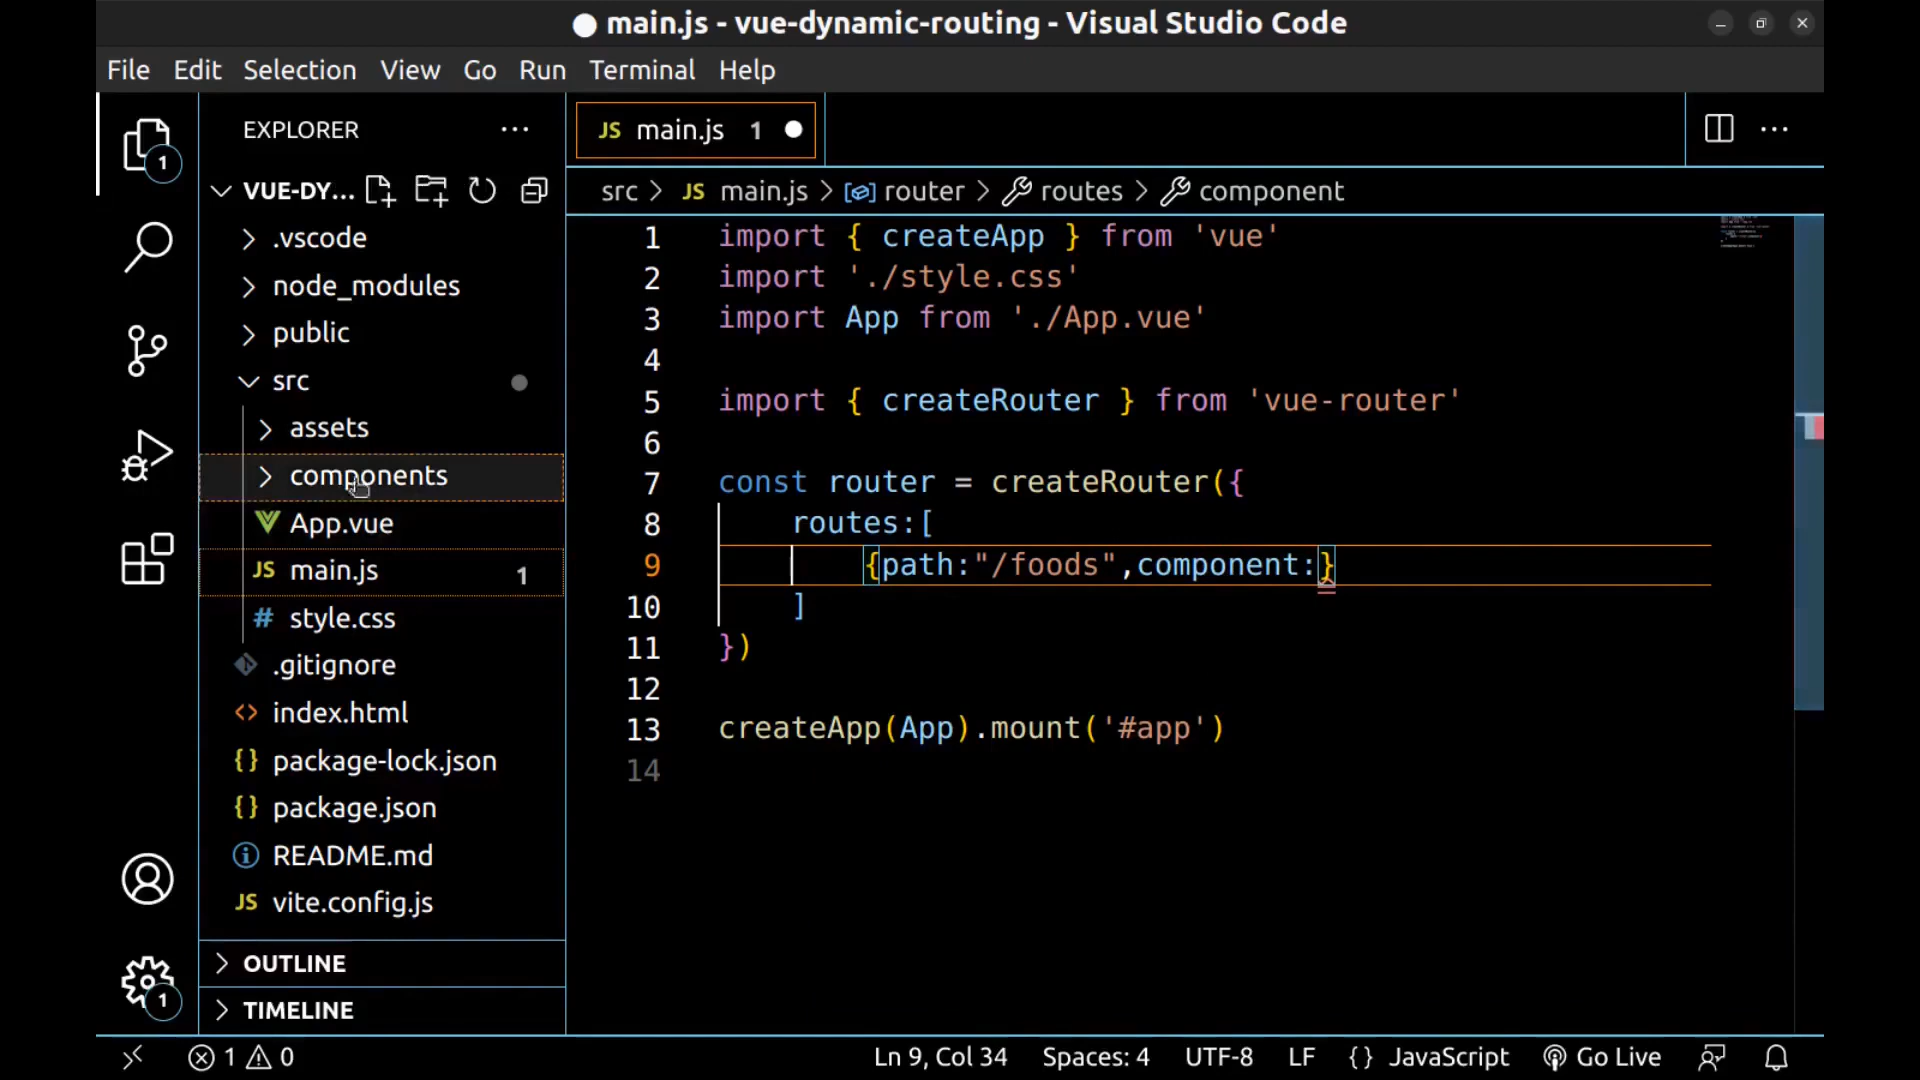 main.js - vue-dynamic-routing - Visual Studio Code
File Edit Selection View Go Run Terminal Help
EXPLORER
main.js 1
VUE-DY...
src > JS main.js > router > routes > component
.vscode
node_modules
public
src
assets
components
App.vue
JS main.js 1
# style.css
.gitignore
<> index.html
{} package-lock.json
{} package.json
README.md
JS vite.config.js
OUTLINE
TIMELINE
1 import { createApp } from 'vue'
2 import './style.css'
3 import App from './App.vue'
4
5 import { createRouter } from 'vue-router'
6
7 const router = createRouter({
8 routes:[
9 {path:"/foods",component:}
10 ]
11 })
12
13 createApp(App).mount('#app')
14
1
1
1 0
Ln 9, Col 34 Spaces: 4 UTF-8 LF {} JavaScript Go Live